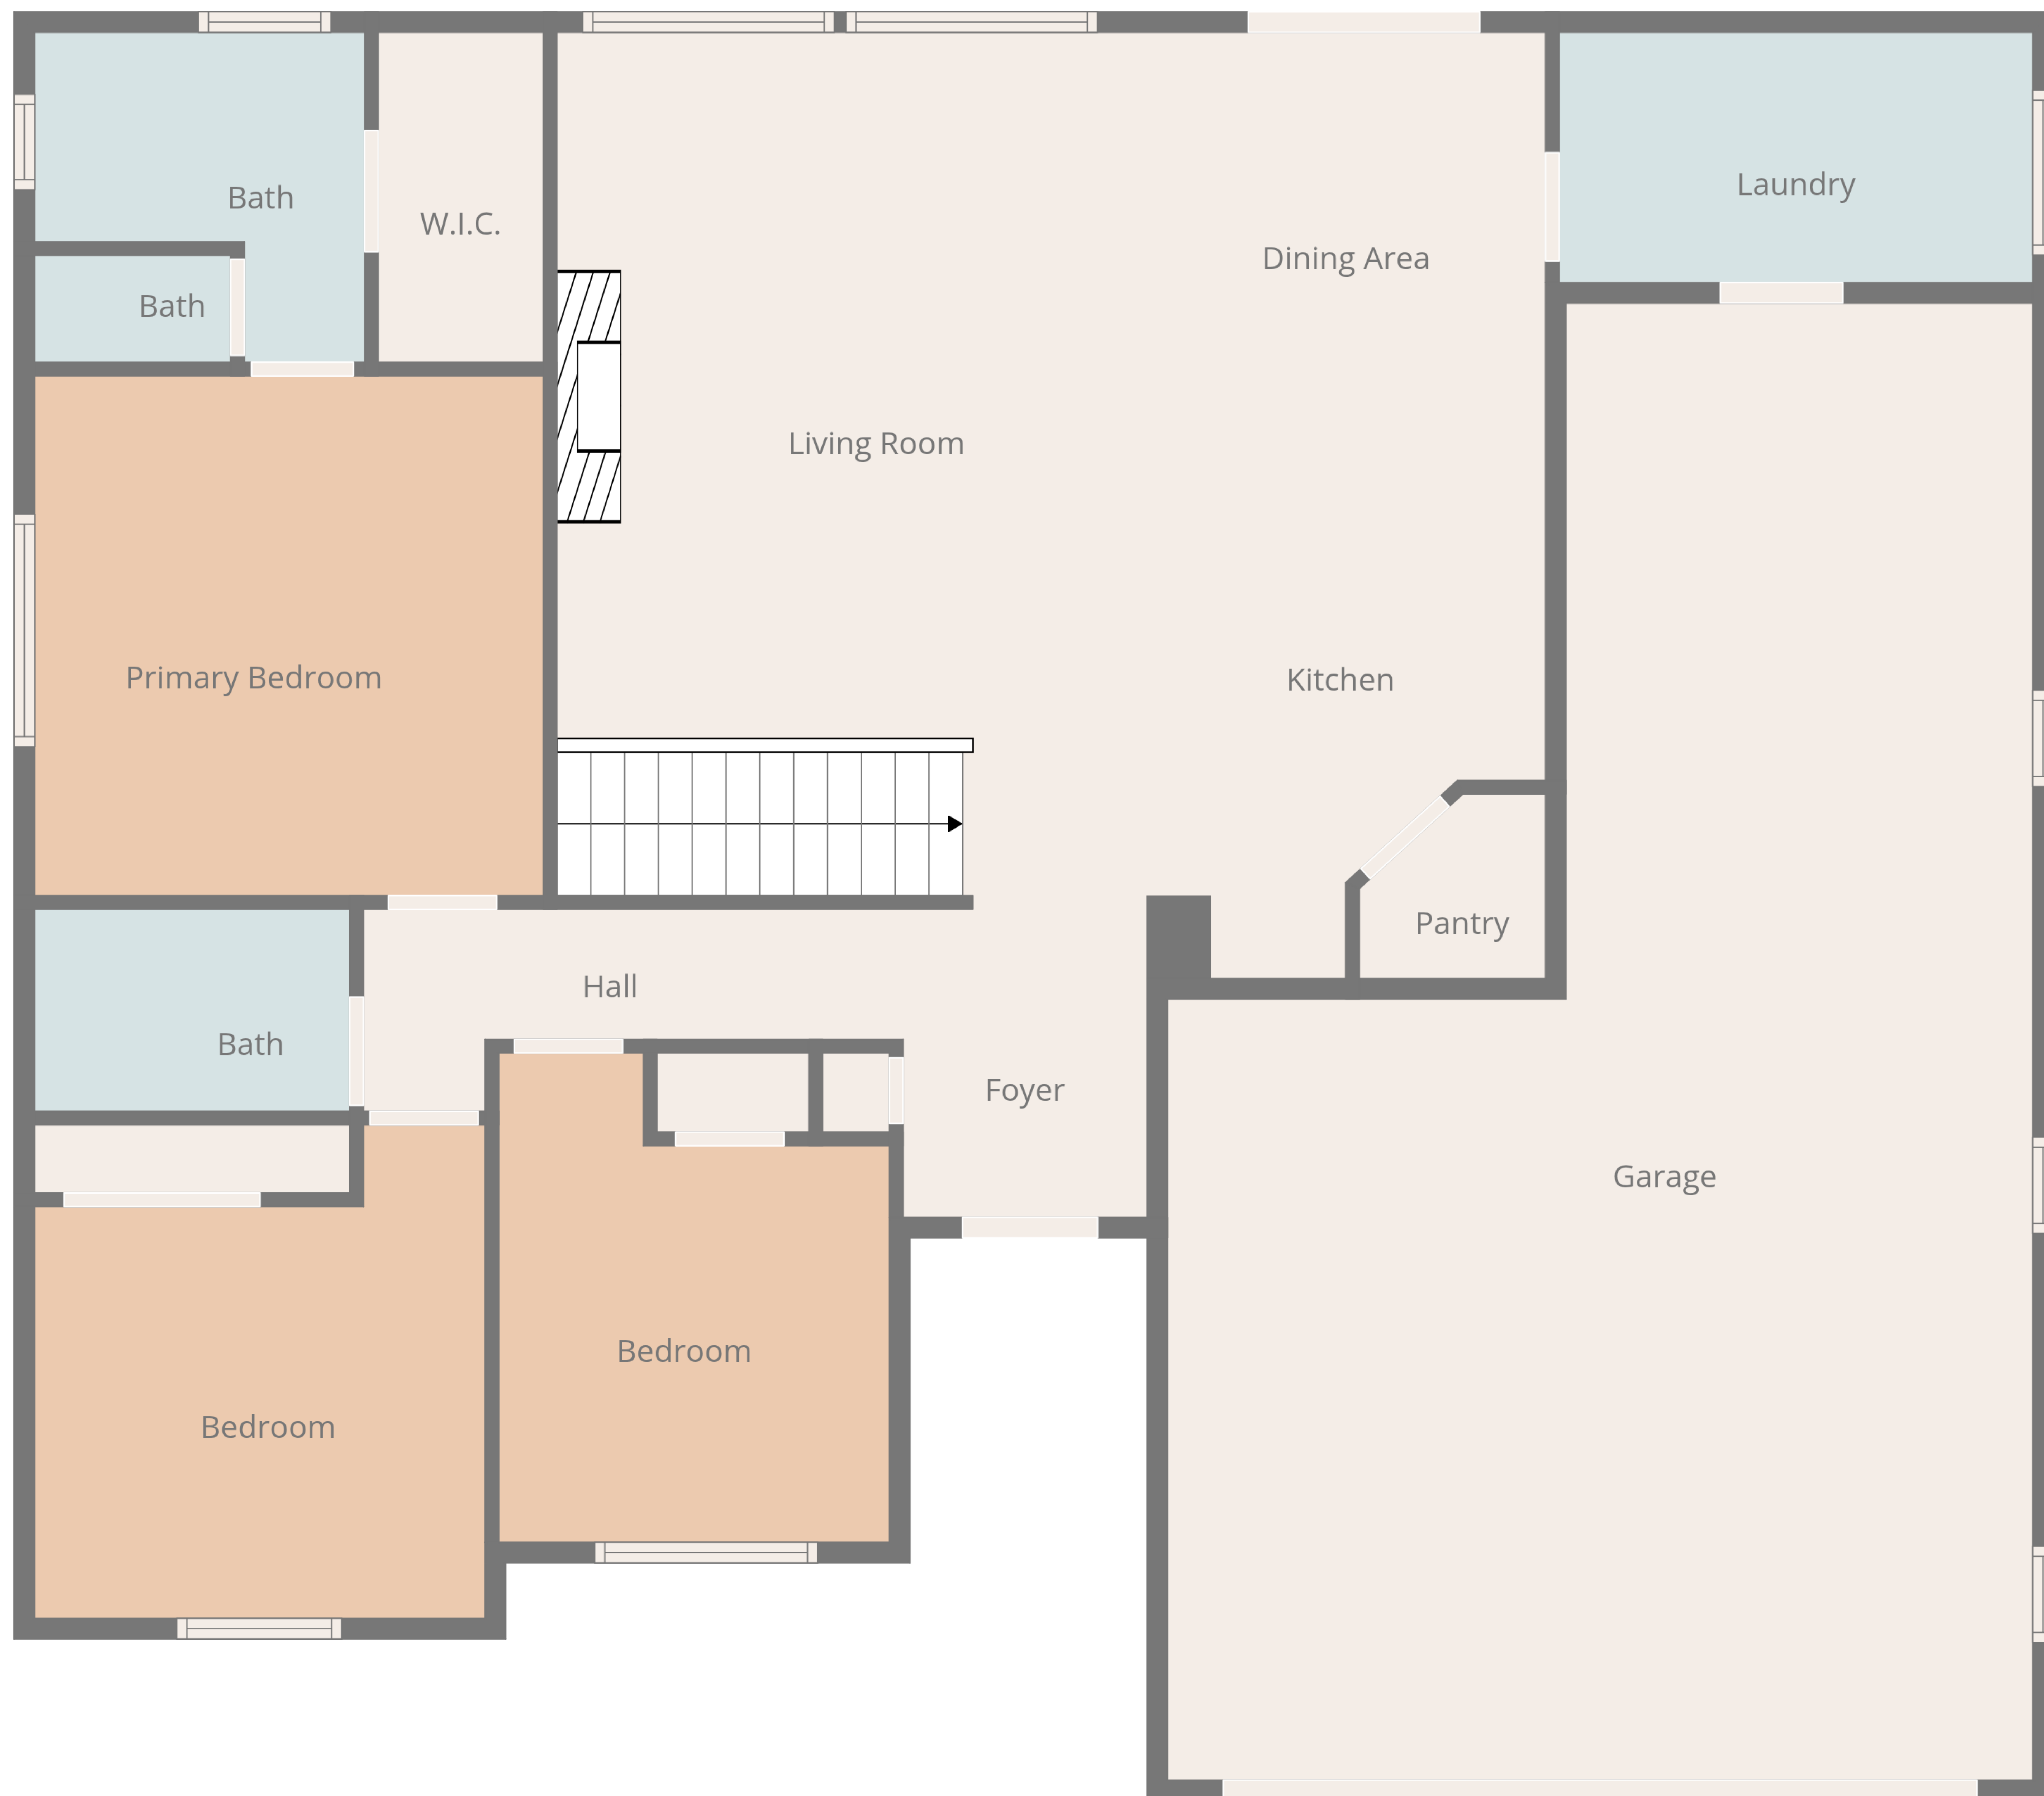 Bath
W.I.C.
Laundry
Dining Area
Bath
Living Room
Primary Bedroom
Kitchen
Pantry
Hall
Bath
Foyer
Garage
Bedroom
Bedroom